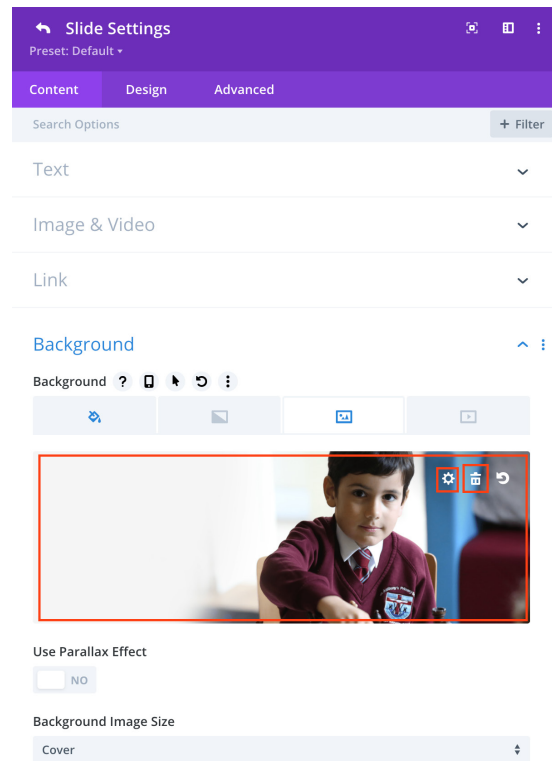 Slide Settings
Preset: Default
Content Design Advanced
Search Options + Filter
Text
Image & Video
Link
Background
Background ?
Use Parallax Effect
NO
Background Image Size
Cover